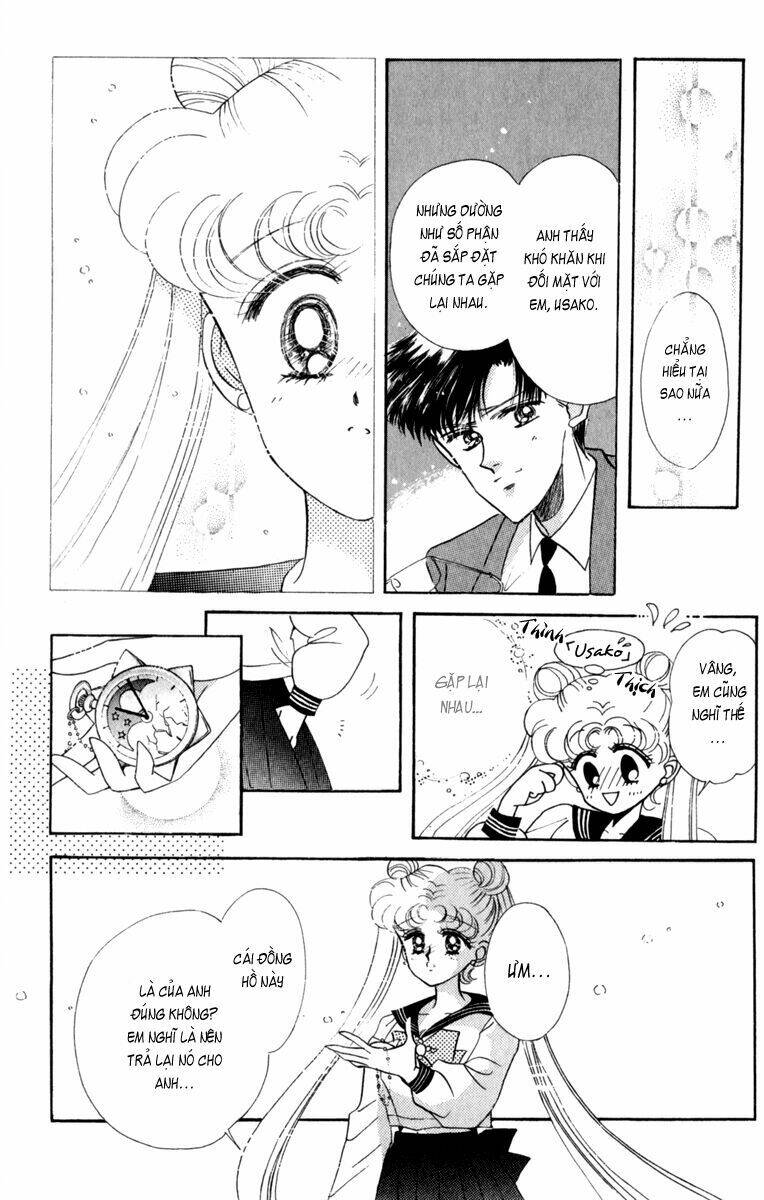 CHẲNG
HIỂU TẠI
SAO NỮA
...
ANH THẤY
KHÓ KHĂN KHI
ĐỐI MẶT VỚI
EM, USAKO.
NHƯNG DƯỜNG
NHƯ SỐ PHẬN
ĐÃ SẮP ĐẶT
CHÚNG TA GẶP
LẠI NHAU.
VÂNG,
EM CŨNG
NGHĨ THẾ
...
Thình
「Usako」
Thịch
GẶP LẠI
NHAU...
ƯM...
CÁI ĐỒNG
HỒ NÀY
LÀ CỦA ANH
ĐÚNG KHÔNG?
EM NGHĨ LÀ NÊN
TRẢ LẠI NÓ CHO
ANH...